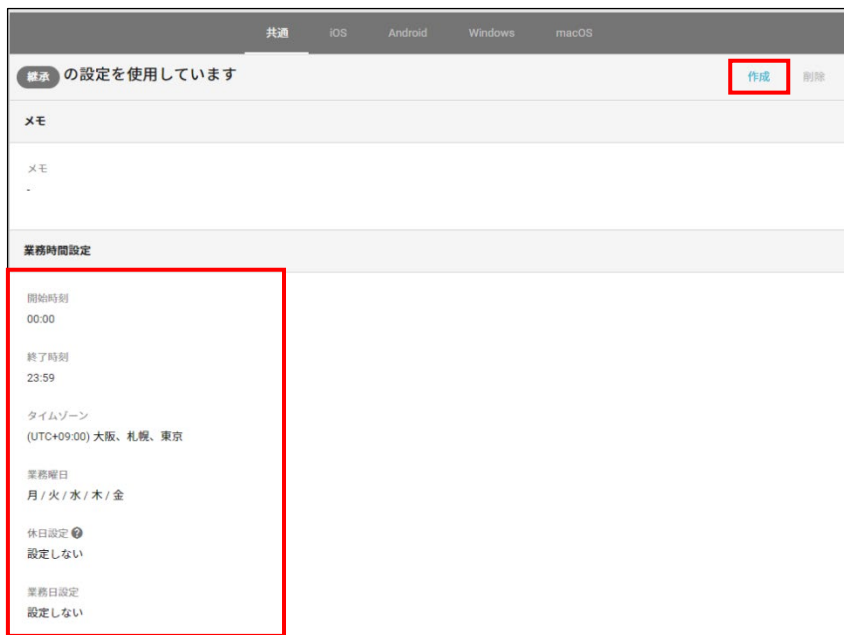 共通 iOS Android Windows macOS
継承 の設定を使用しています 作成 削除
メモ
メモ
-
業務時間設定
開始時刻
00:00
終了時刻
23:59
タイムゾーン
(UTC+09:00) 大阪、札幌、東京
業務曜日
月 / 火 / 水 / 木 / 金
休日設定 ?
設定しない
業務日設定
設定しない